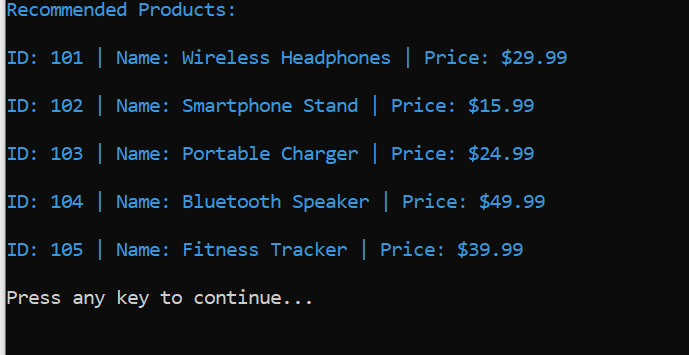 Recommended Products:
ID: 101 | Name: Wireless Headphones | Price: $29.99
ID: 102 | Name: Smartphone Stand | Price: $15.99
ID: 103 | Name: Portable Charger | Price: $24.99
ID: 104 | Name: Bluetooth Speaker | Price: $49.99
ID: 105 | Name: Fitness Tracker | Price: $39.99
Press any key to continue...